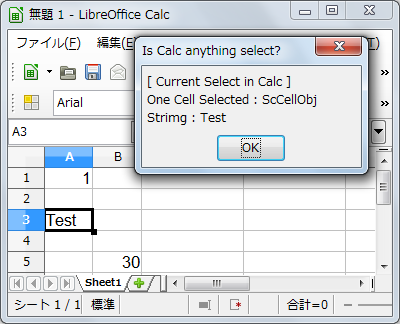 無題 1 - LibreOffice Calc
ファイル(F)
編集(E)
Is Calc anything select?
[ Current Select in Calc ]
One Cell Selected : ScCellObj
Strimg : Test
OK
Arial
A3
A B
1 1
2
3 Test
4
5 30
Sheet1
シート 1 / 1 標準 合計=0